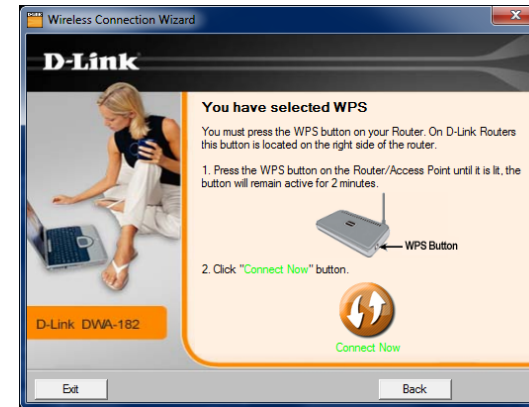 Wireless Connection Wizard
D-Link
You have selected WPS
You must press the WPS button on your Router. On D-Link Routers
this button is located on the right side of the router.
1. Press the WPS button on the Router/Access Point until it is lit, the
button will remain active for 2 minutes.
WPS Button
2. Click "Connect Now" button.
Connect Now
D-Link DWA-182
Exit
Back